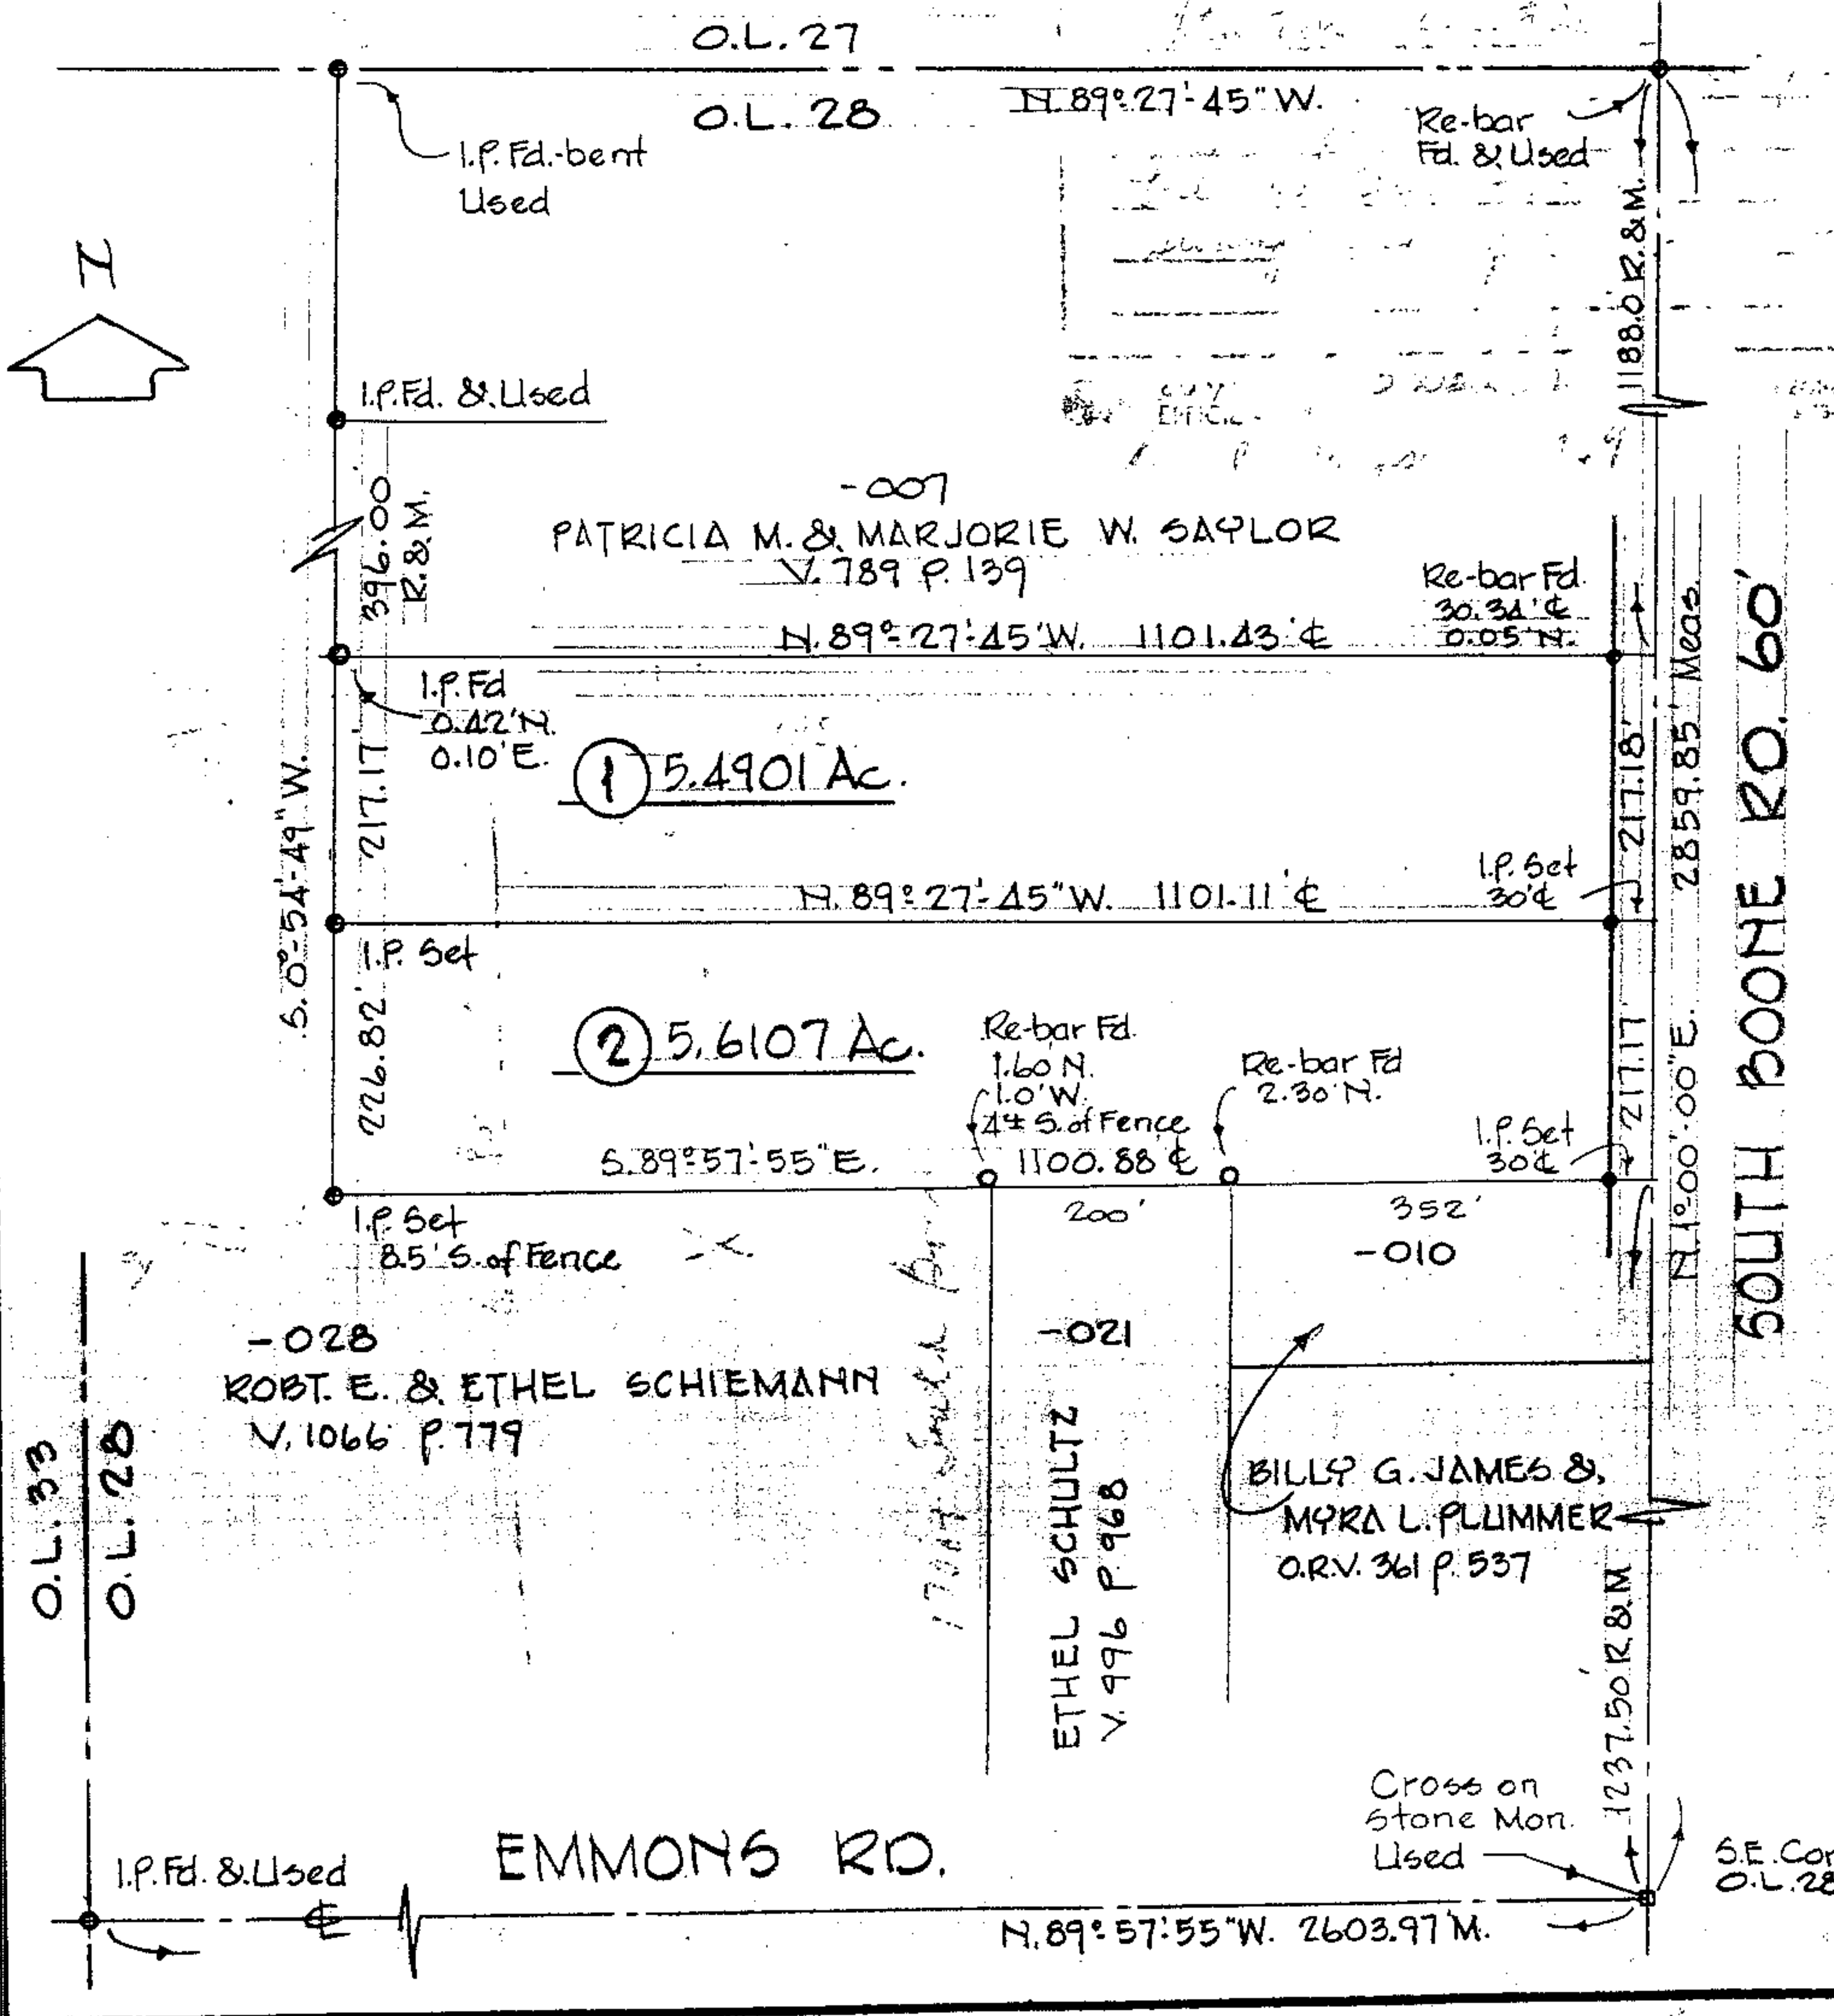 O.L. 27
N. 89°-27'-45" W.
O.L. 28
Re-bar
Fd. & Used
I.P. Fd.-bent
Used
N
1188.0 R.&M.
I.P. Fd. & Used
396.00
R.&M.
-007
PATRICIA M. & MARJORIE W. SAYLOR
V. 789 P. 139
Re-bar Fd.
30.34' ℄
0.05' N.
N. 89°-27'-45" W. 1101.43' ℄
I.P. Fd
0.42' N.
0.10' E.
S. 0°-54'-49" W.
217.17'
① 5.4901 Ac.
217.18'
2859.85' Meas.
SOUTH BOONE RD. 60'
I.P. Set
30' ℄
N. 89°-27'-45" W. 1101.11' ℄
I.P. Set
226.82'
② 5.6107 Ac.
Re-bar Fd.
1.60 N.
1.0' W.
4± S. of Fence
Re-bar Fd
2.30' N.
I.P. Set
30' ℄
217.17'
N. 1°-00'-00" E.
S. 89°-57'-55" E.
1100.88 ℄
I.P. Set
8.5' S. of Fence
200'
352'
-010
-028
ROBT. E. & ETHEL SCHIEMANN
V. 1066 P. 779
-021
ETHEL SCHULTZ
V. 996 P. 968
BILLY G. JAMES &
MYRA L. PLUMMER
O.R.V. 361 P. 537
O.L. 33
O.L. 28
1237.50' R&M
Cross on
Stone Mon.
Used
S.E. Cor
O.L. 28
I.P. Fd. & Used
EMMONS RD.
℄
N. 89°-57'-55" W. 2603.97' M.